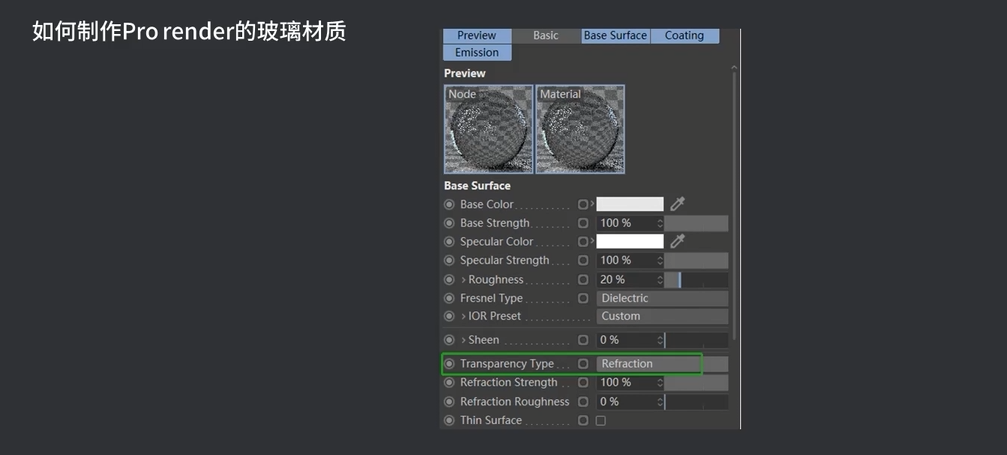 如何制作Pro render的玻璃材质
Preview Basic Base Surface Coating
Emission
Preview
Node Material
Base Surface
Base Color
Base Strength 100 %
Specular Color
Specular Strength 100 %
Roughness 20 %
Fresnel Type Dielectric
IOR Preset Custom
Sheen 0 %
Transparency Type Refraction
Refraction Strength 100 %
Refraction Roughness 0 %
Thin Surface